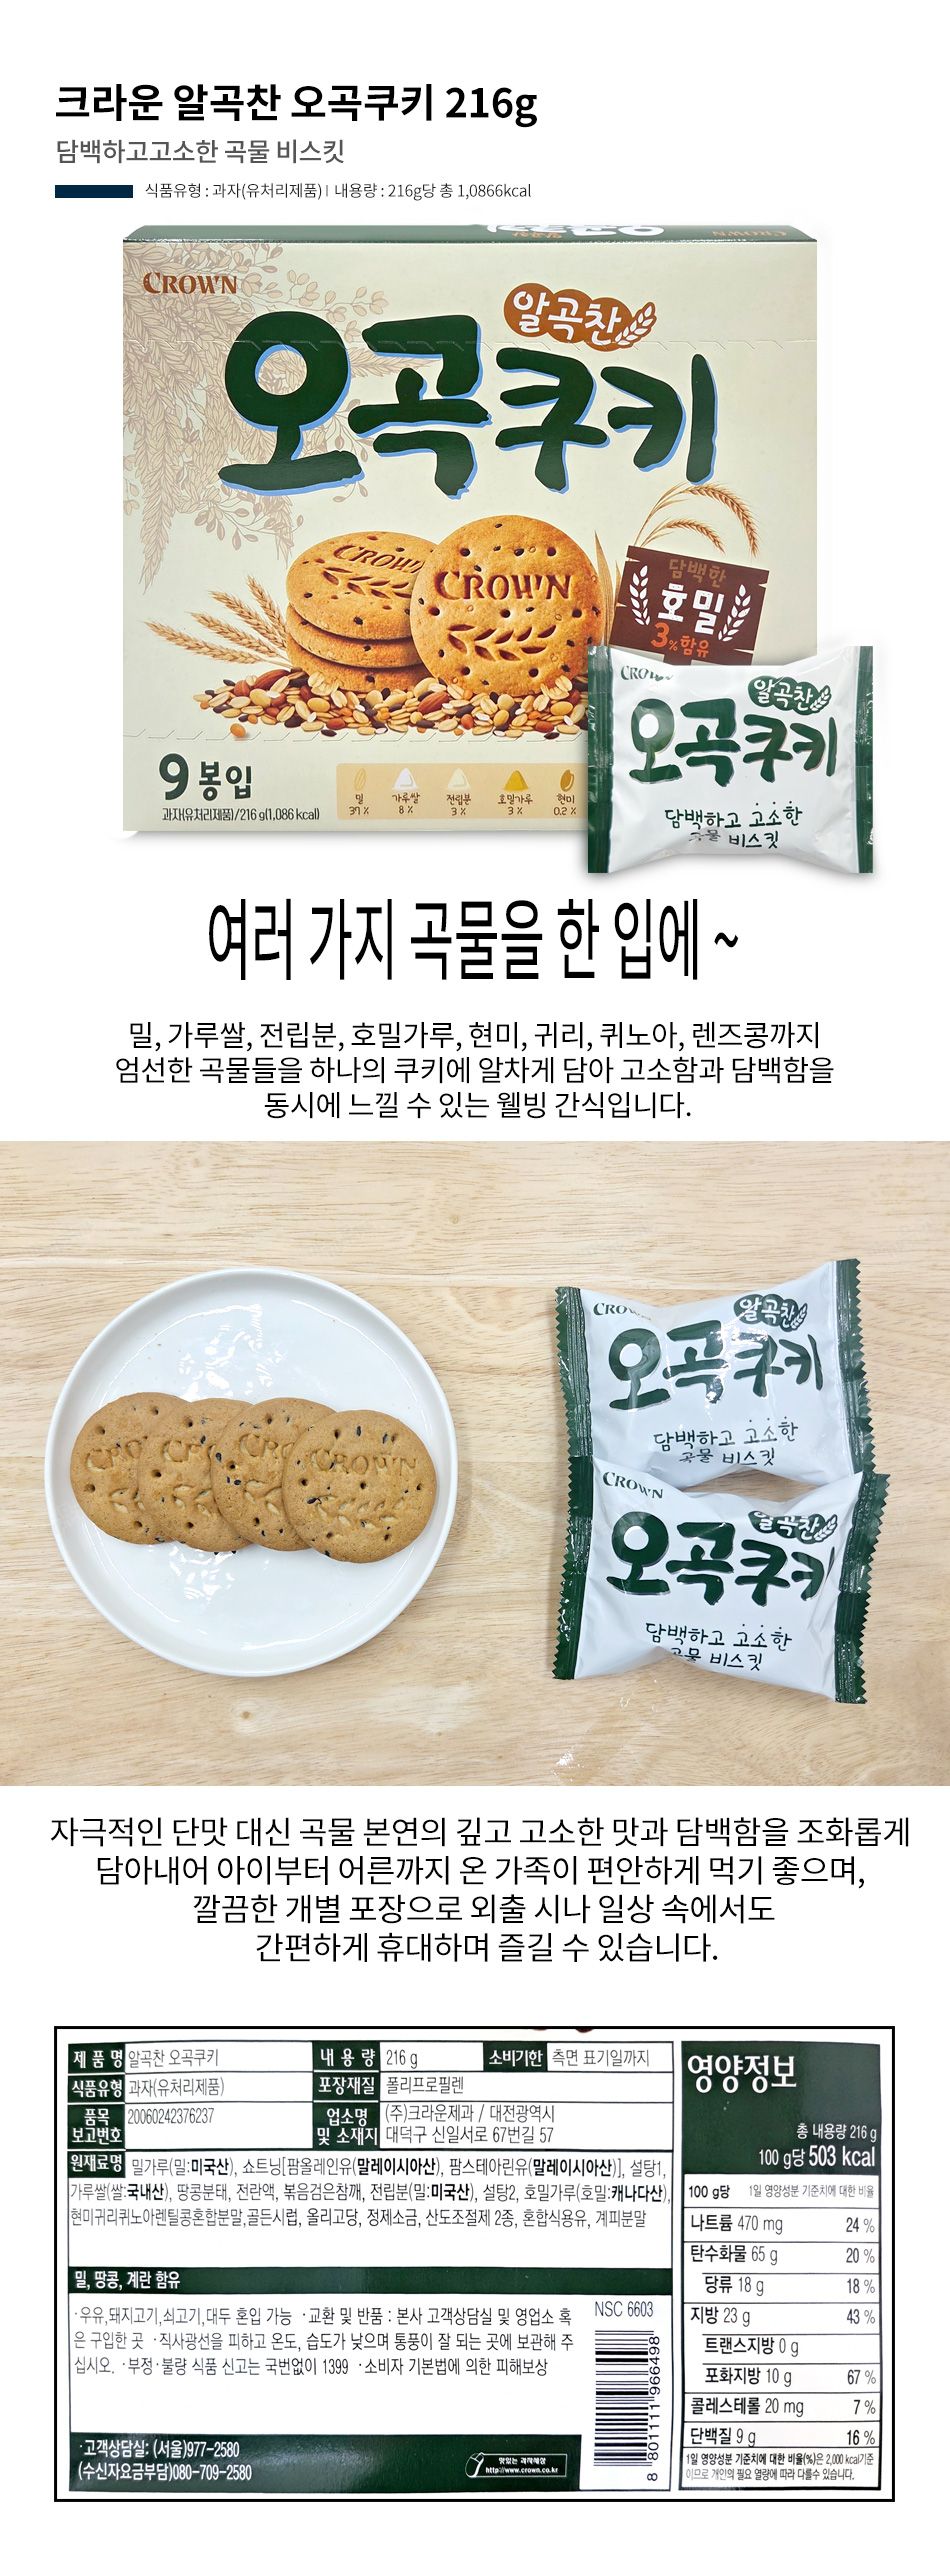 크라운 알곡찬 오곡쿠키 216g
담백하고고소한 곡물 비스킷
식품유형 : 과자(유처리제품) | 내용량 : 216g당 총 1,0866kcal
CROWN
CROWN
알곡찬
오곡쿠키
CROWN
CROWN
담백한
호밀
3% 함유
9봉입
과자(유처리제품)/216 g(1,086 kcal)
밀 37 %
가루쌀 8 %
전립분 3 %
호밀가루 3 %
현미 0.2 %
알곡찬
오곡쿠키
담백하고 고소한
곡물 비스킷
여러 가지 곡물을 한 입에 ~
밀, 가루쌀, 전립분, 호밀가루, 현미, 귀리, 퀴노아, 렌즈콩까지
엄선한 곡물들을 하나의 쿠키에 알차게 담아 고소함과 담백함을
동시에 느낄 수 있는 웰빙 간식입니다.
CROWN
알곡찬
오곡쿠키
담백하고 고소한
곡물 비스킷
CROWN
알곡찬
오곡쿠키
담백하고 고소한
곡물 비스킷
자극적인 단맛 대신 곡물 본연의 깊고 고소한 맛과 담백함을 조화롭게
담아내어 아이부터 어른까지 온 가족이 편안하게 먹기 좋으며,
깔끔한 개별 포장으로 외출 시나 일상 속에서도
간편하게 휴대하며 즐길 수 있습니다.
제 품 명 알곡찬 오곡쿠키 내 용 량 216 g 소비기한 측면 표기일까지
식품유형 과자(유처리제품) 포장재질 폴리프로필렌
품목 보고번호 20060242376237 업소명 및 소재지 (주)크라운제과 / 대전광역시
대덕구 신일서로 67번길 57
원재료명 밀가루(밀:미국산), 쇼트닝[팜올레인유(말레이시아산), 팜스테아린유(말레이시아산)], 설탕1,
가루쌀(쌀:국내산), 땅콩분태, 전란액, 볶음검은참깨, 전립분(밀:미국산), 설탕2, 호밀가루(호밀:캐나다산),
현미귀리퀴노아렌틸콩혼합분말,골든시럽, 올리고당, 정제소금, 산도조절제 2종, 혼합식용유, 계피분말
밀, 땅콩, 계란 함유
·우유,돼지고기,쇠고기,대두 혼입 가능 ·교환 및 반품 : 본사 고객상담실 및 영업소 혹
은 구입한 곳 ·직사광선을 피하고 온도, 습도가 낮으며 통풍이 잘 되는 곳에 보관해 주
십시오. ·부정·불량 식품 신고는 국번없이 1399 ·소비자 기본법에 의한 피해보상
NSC 6603
8 801111 966498
·고객상담실: (서울)977-2580
(수신자요금부담)080-709-2580
맛있는 과자세상
http://www.crown.co.kr
영양정보
총 내용량 216 g
100 g당 503 kcal
100 g당 1일 영양성분 기준치에 대한 비율
나트륨 470 mg 24 %
탄수화물 65 g 20 %
당류 18 g 18 %
지방 23 g 43 %
트랜스지방 0 g
포화지방 10 g 67 %
콜레스테롤 20 mg 7 %
단백질 9 g 16 %
1일 영양성분 기준치에 대한 비율(%)은 2,000 kcal기준
이므로 개인의 필요 열량에 따라 다를수 있습니다.